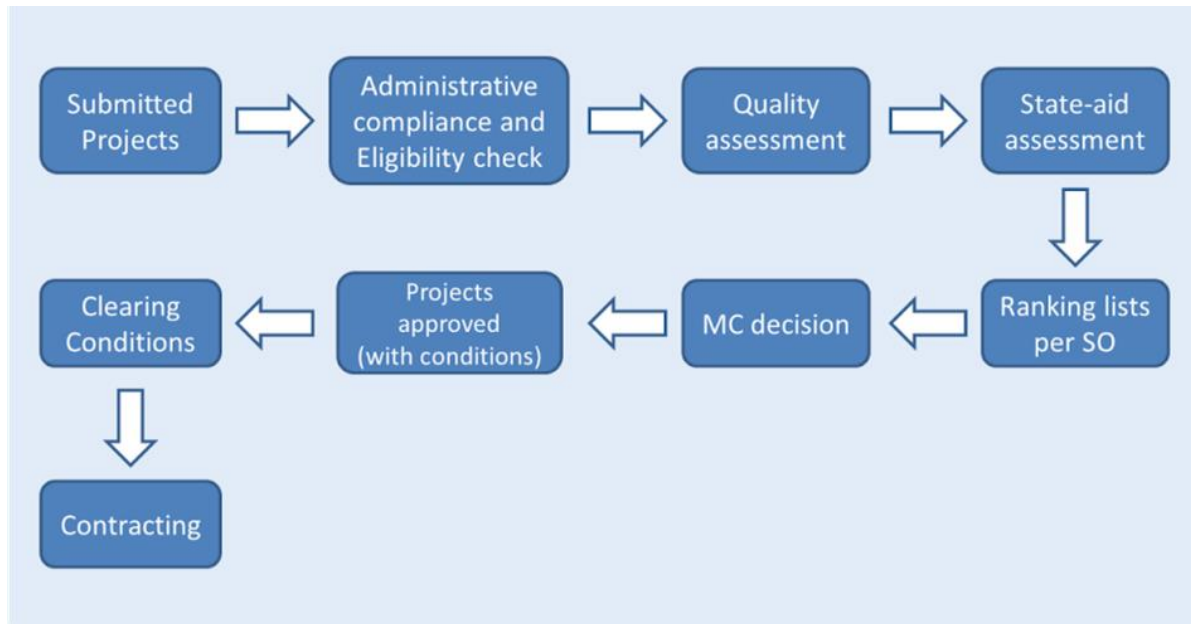 Submitted
Projects
Administrative
compliance and
Eligibility check
Quality
assessment
State-aid
assessment
Ranking lists
per SO
MC decision
Projects
approved
(with conditions)
Clearing
Conditions
Contracting